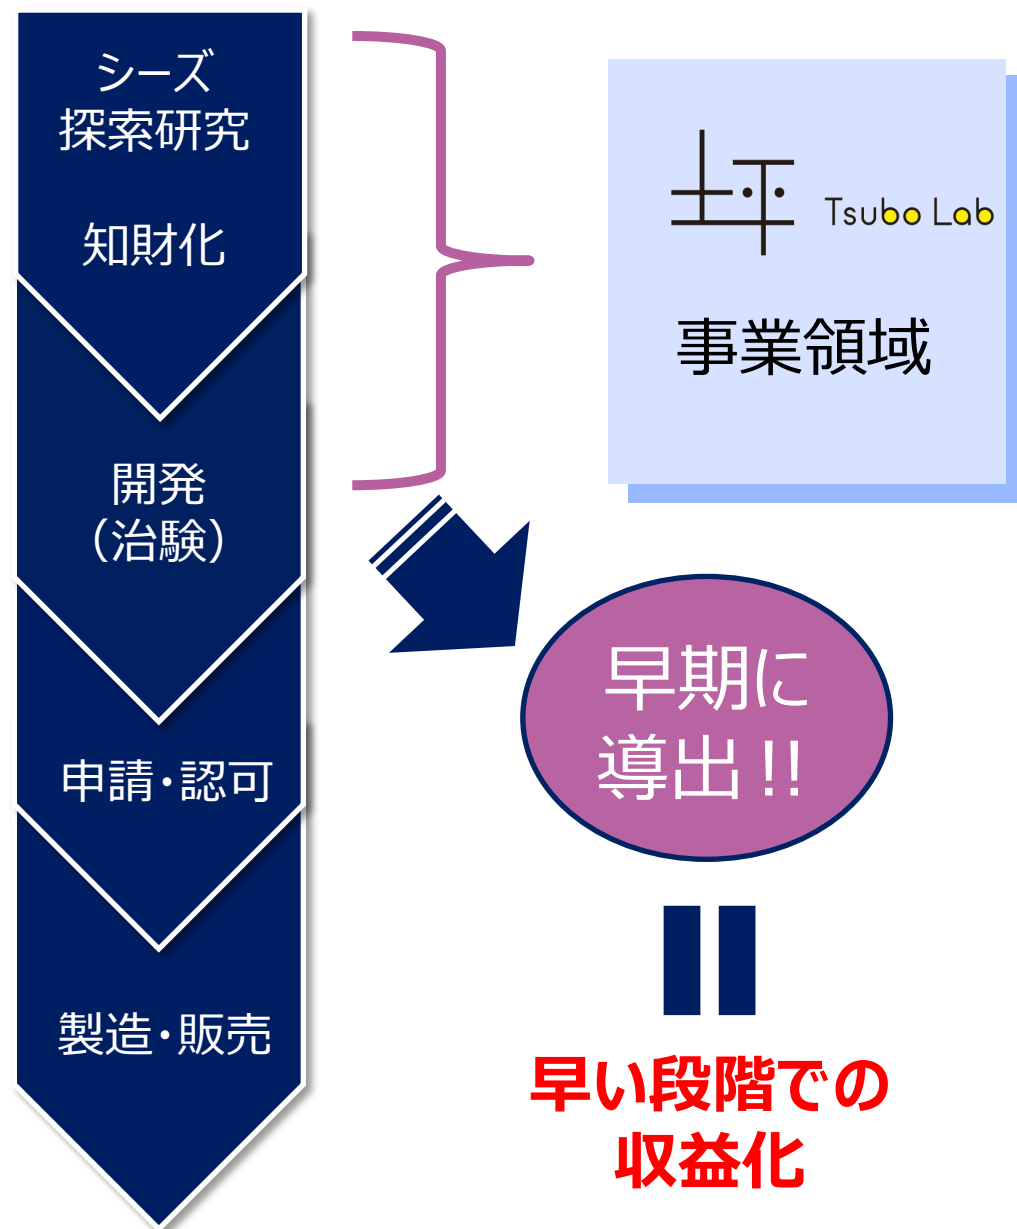 シーズ
探索研究
知財化
開発
（治験）
申請・認可
製造・販売
坪 Tsubo Lab
事業領域
早期に
導出!!
早い段階での
収益化